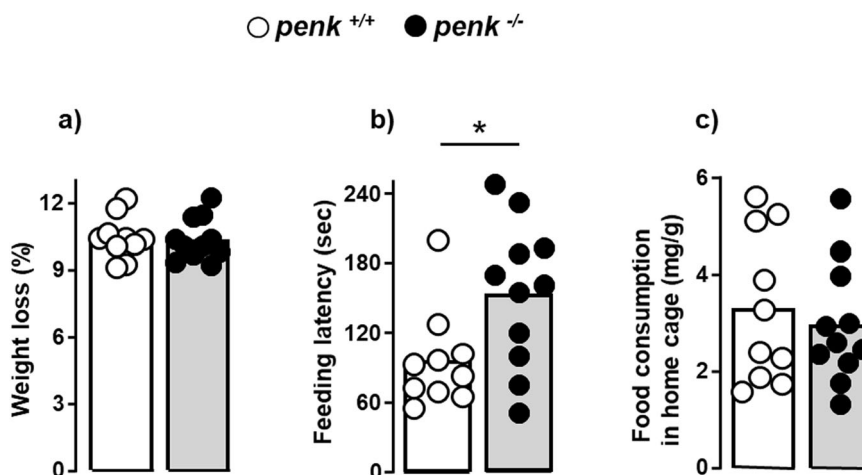 penk +/+ penk -/-
a) b) c)
*
Weight loss (%)
12
9
6
3
0
Feeding latency (sec)
240
180
120
60
0
Food consumption
in home cage (mg/g)
6
4
2
0